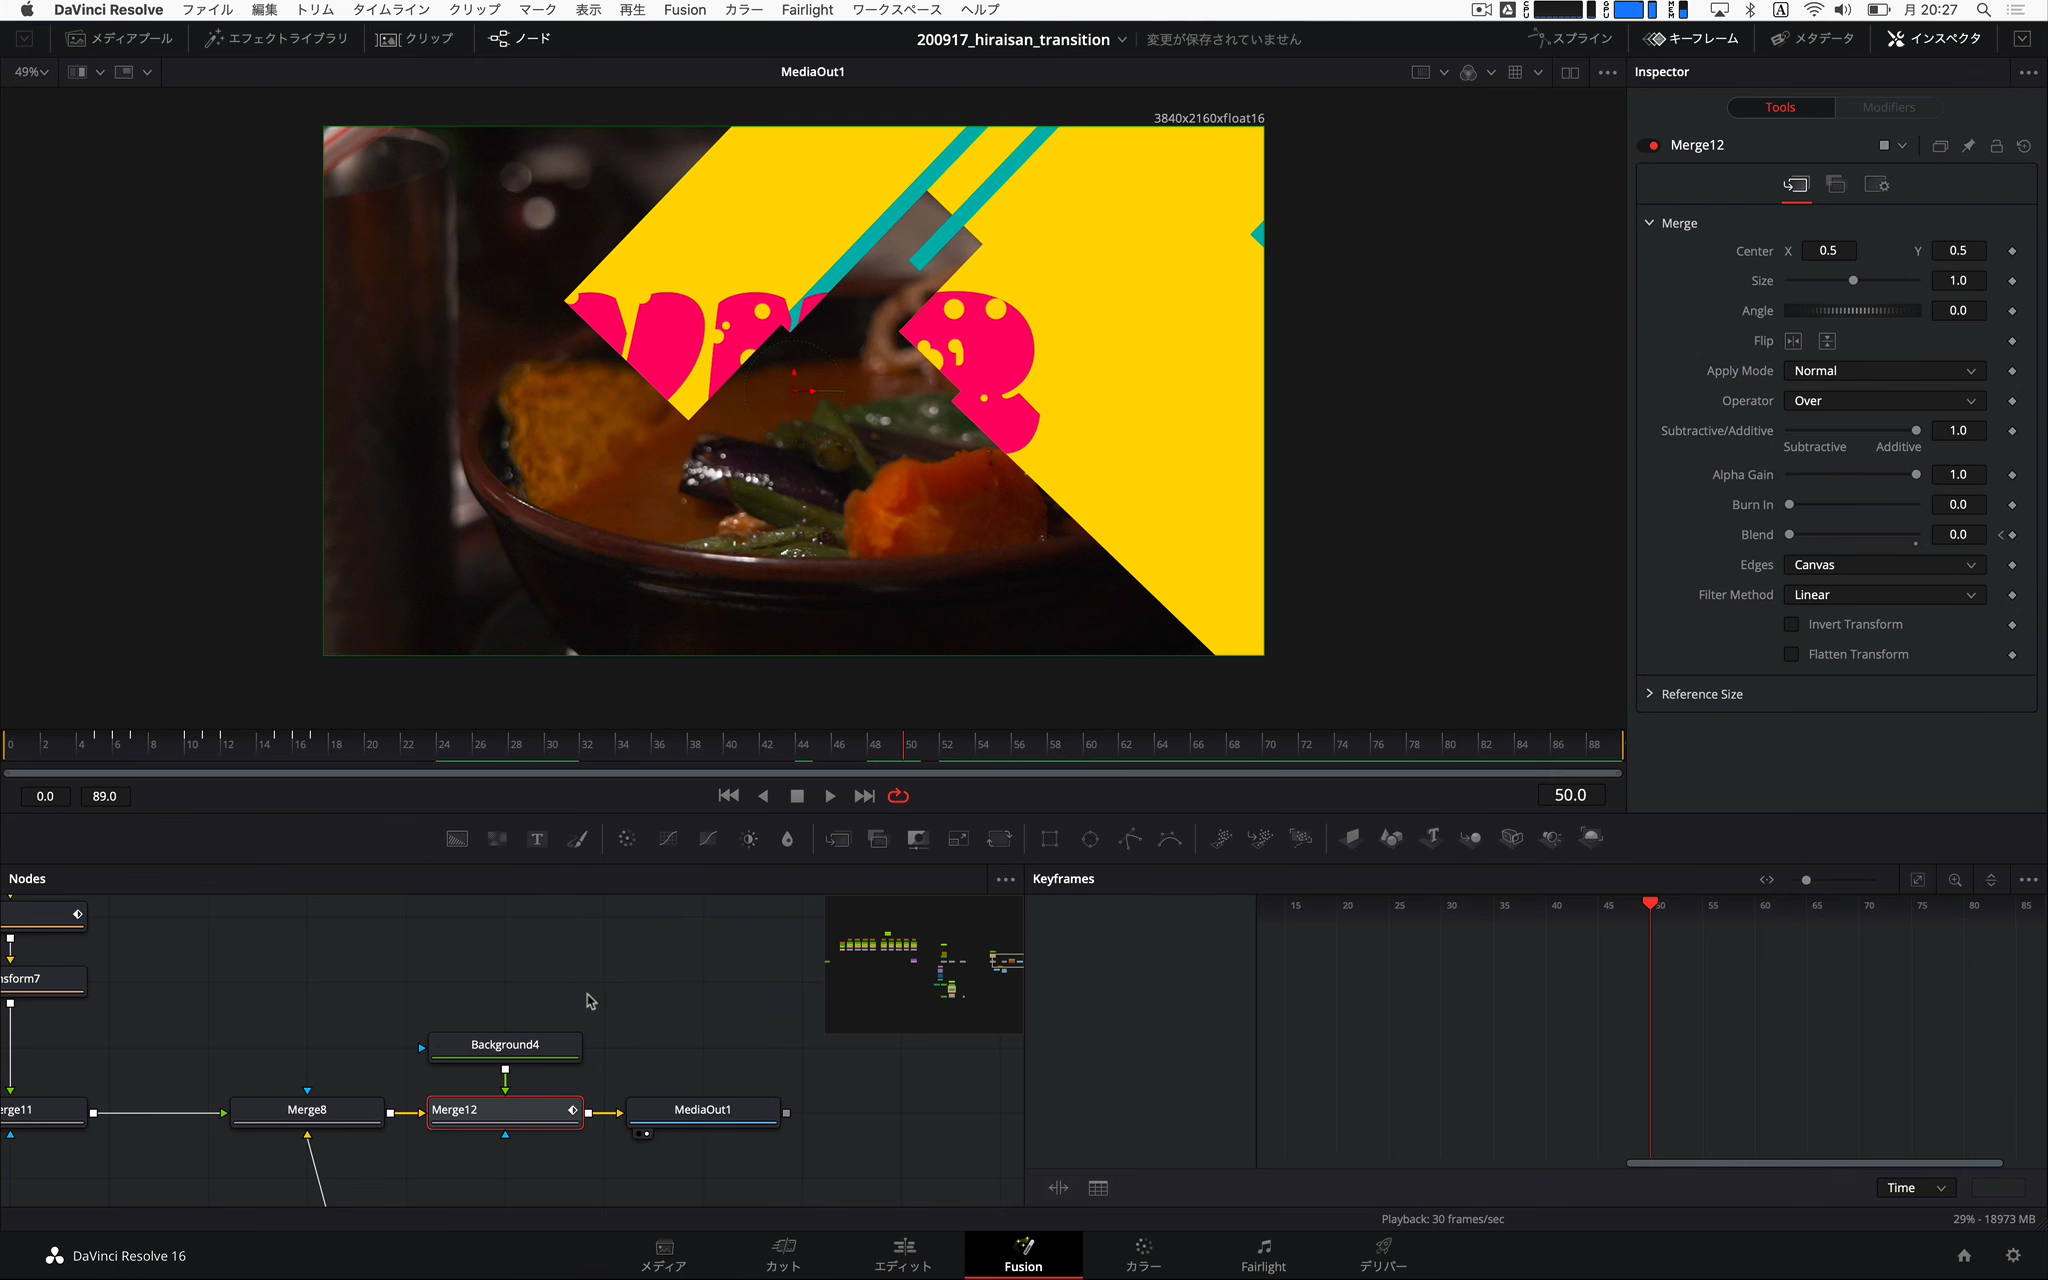 DaVinci Resolve ファイル 編集 トリム タイムライン クリップ マーク 表示 再生 Fusion カラー Fairlight ワークスペース ヘルプ
CPU GPU MEM A 月 20:27
メディアプール エフェクトライブラリ クリップ ノード 200917_hiraisan_transition 変更が保存されていません スプライン キーフレーム メタデータ インスペクタ
49% MediaOut1 Inspector
3840x2160xfloat16
Tools Modifiers
Merge12
Merge
Center X 0.5 Y 0.5
Size 1.0
Angle 0.0
Flip
Apply Mode Normal
Operator Over
Subtractive/Additive 1.0
Subtractive Additive
Alpha Gain 1.0
Burn In 0.0
Blend 0.0
Edges Canvas
Filter Method Linear
Invert Transform
Flatten Transform
Reference Size
0 2 4 6 8 10 12 14 16 18 20 22 24 26 28 30 32 34 36 38 40 42 44 46 48 50 52 54 56 58 60 62 64 66 68 70 72 74 76 78 80 82 84 86 88
0.0 89.0 50.0
Nodes Keyframes
15 20 25 30 35 40 45 50 55 60 65 70 75 80 85
nsform7
Background4
erge11 Merge8 Merge12 MediaOut1
Time
Playback: 30 frames/sec 29% - 18973 MB
DaVinci Resolve 16 メディア カット エディット Fusion カラー Fairlight デリバー